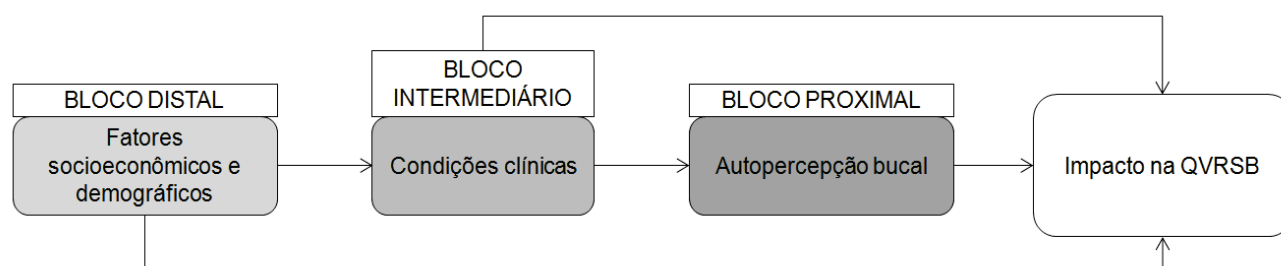 BLOCO DISTAL
Fatores
socioeconômicos e
demográficos
BLOCO
INTERMEDIÁRIO
Condições clínicas
BLOCO PROXIMAL
Autopercepção bucal
Impacto na QVRSB